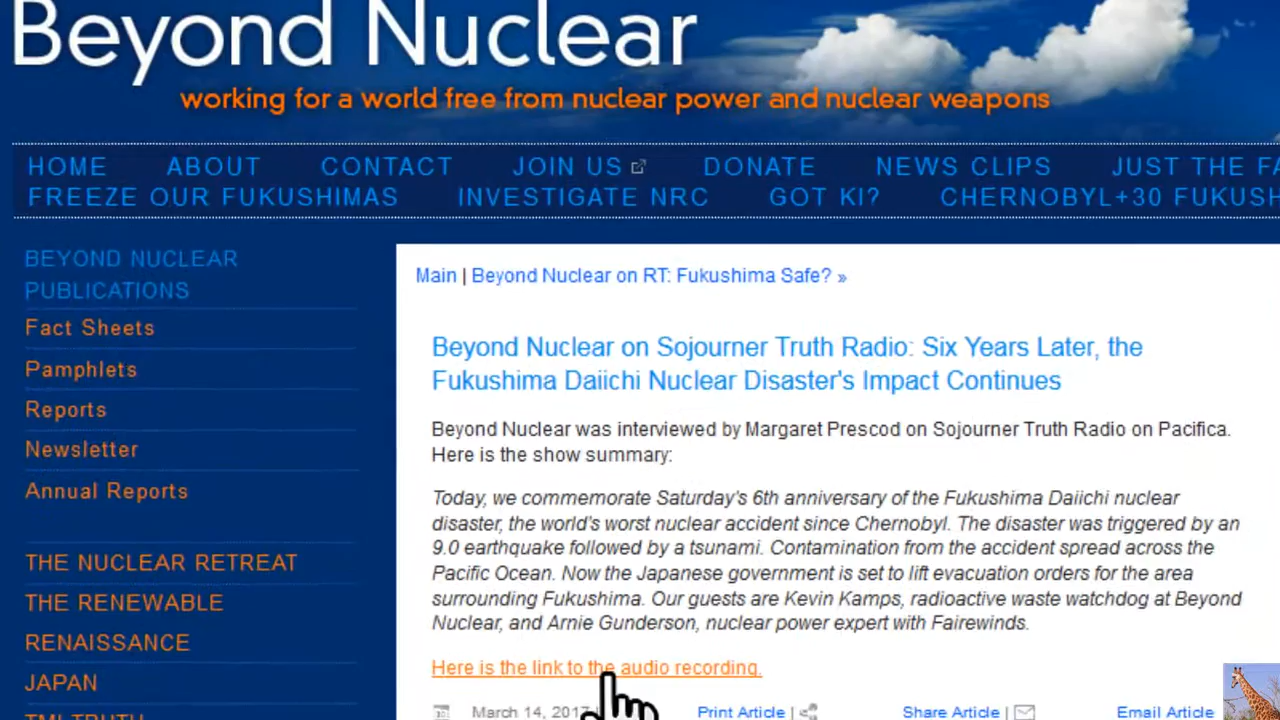 Beyond Nuclear
working for a world free from nuclear power and nuclear weapons
HOME ABOUT CONTACT JOIN US DONATE NEWS CLIPS JUST THE
FREEZE OUR FUKUSHIMAS INVESTIGATE NRC GOT KI? CHERNOBYL+30
BEYOND NUCLEAR
PUBLICATIONS
Fact Sheets
Pamphlets
Reports
Newsletter
Annual Reports
THE NUCLEAR RETREAT
THE RENEWABLE
RENAISSANCE
JAPAN
Main | Beyond Nuclear on RT: Fukushima Safe? »
Beyond Nuclear on Sojourner Truth Radio: Six Years Later, the
Fukushima Daiichi Nuclear Disaster's Impact Continues
Beyond Nuclear was interviewed by Margaret Prescod on Sojourner Truth Radio on Pacifica.
Here is the show summary:
Today, we commemorate Saturday's 6th anniversary of the Fukushima Daiichi nuclear
disaster, the world's worst nuclear accident since Chernobyl. The disaster was triggered by an
9.0 earthquake followed by a tsunami. Contamination from the accident spread across the
Pacific Ocean. Now the Japanese government is set to lift evacuation orders for the area
surrounding Fukushima. Our guests are Kevin Kamps, radioactive waste watchdog at Beyond
Nuclear, and Arnie Gunderson, nuclear power expert with Fairewinds.
Here is the link to the audio recording.
March 14, 2017 Print Article | Share Article | Email Article